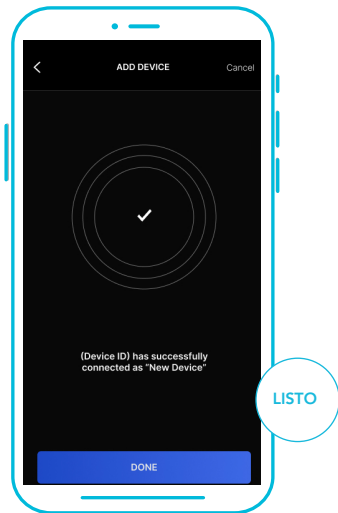 ADD DEVICE
Cancel
(Device ID) has successfully
connected as "New Device"
LISTO
DONE